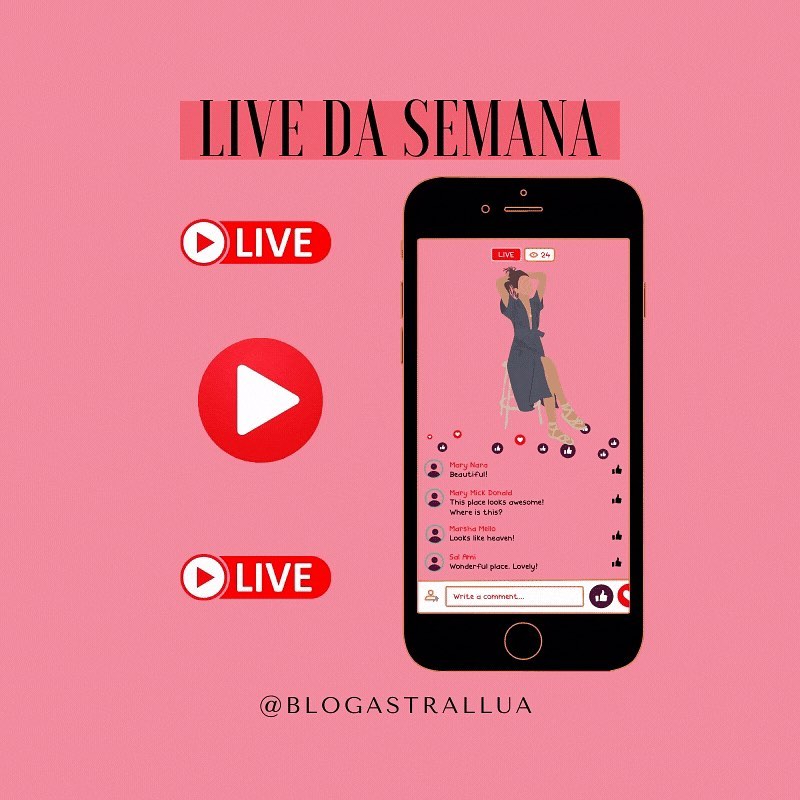 LIVE DA SEMANA
LIVE
LIVE
LIVE 24
Mary Nara
Beautiful!
Mary Mick Donald
This place looks awesome!
Where is this?
Marsha Mello
Looks like heaven!
Sal Ami
Wonderful place. Lovely!
Write a comment...
@BLOGASTRALLUA